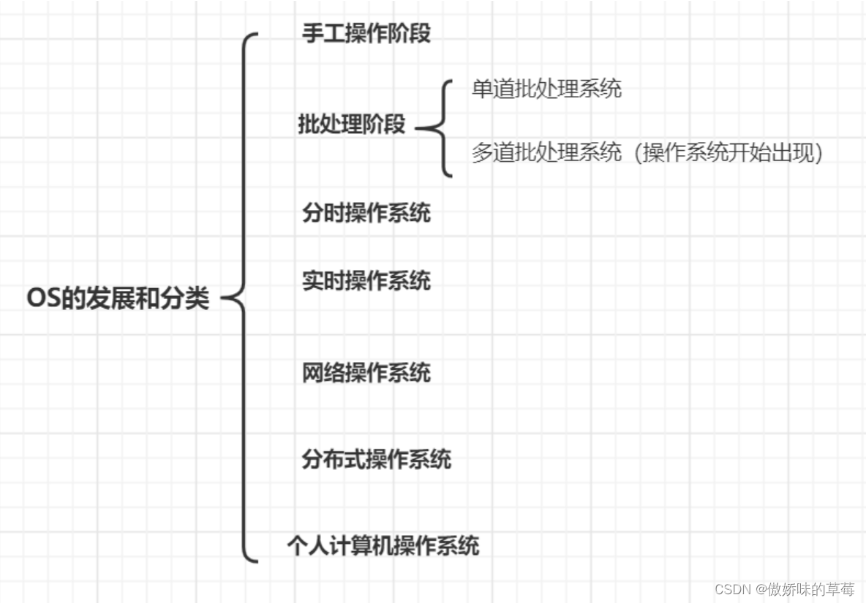 手工操作阶段
单道批处理系统
批处理阶段
多道批处理系统（操作系统开始出现）
分时操作系统
实时操作系统
OS的发展和分类
网络操作系统
分布式操作系统
个人计算机操作系统
CSDN @傲娇味的草莓